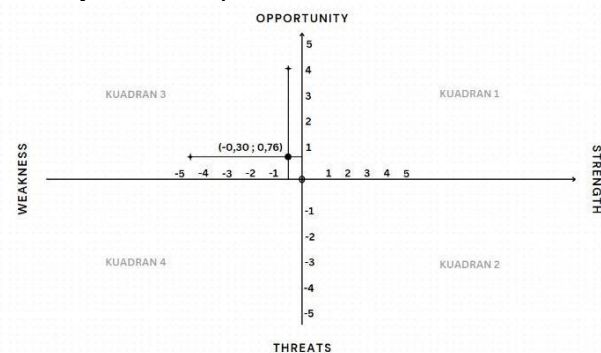 OPPORTUNITY
5
4
KUADRAN 3
3
KUADRAN 1
2
(-0,30 ; 0,76)
1
-5 -4 -3 -2 -1
1 2 3 4 5
WEAKNESS
STRENGTH
-1
-2
KUADRAN 4
-3
KUADRAN 2
-4
-5
THREATS